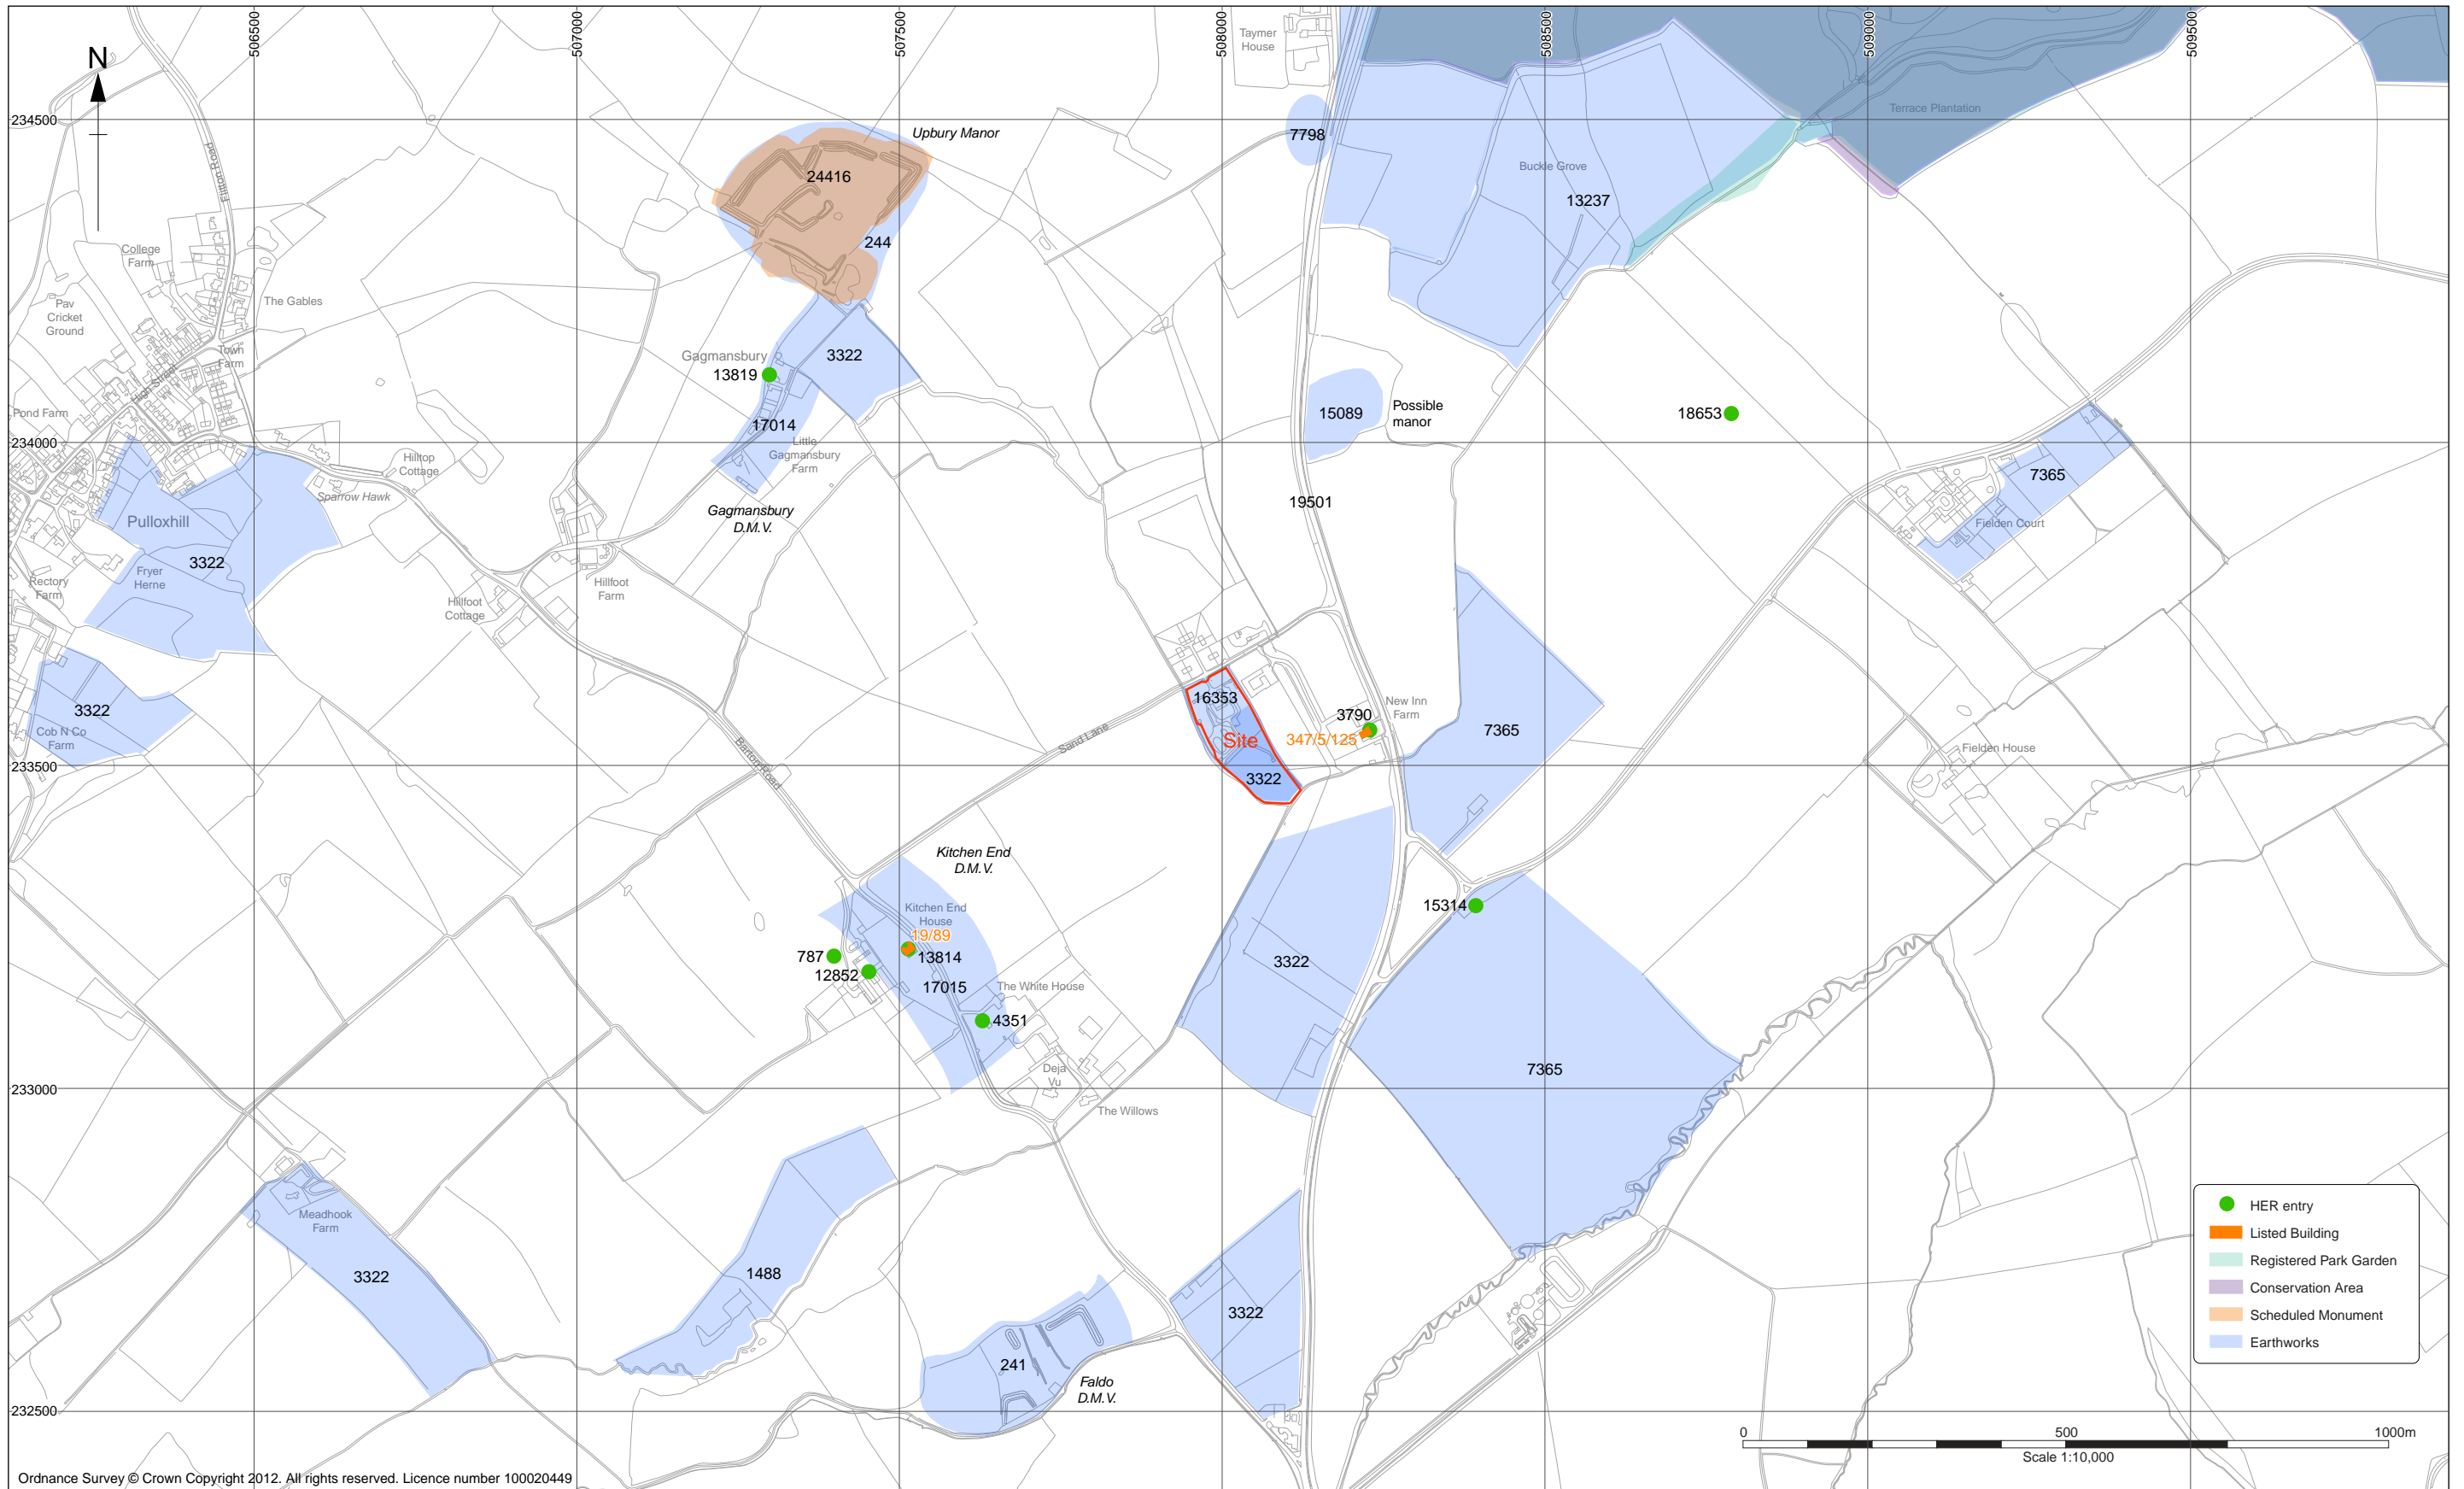 506500
507000
507500
508000
508500
509000
509500
N
Taymer
House
234500
Flitton Road
Upbury Manor
7798
Terrace Plantation
Buckle Grove
24416
13237
244
College
Farm
The Gables
Pav
Cricket
Ground
Town
Farm
High Street
Gagmansbury
3322
13819
Pond Farm
15089
Possible
manor
18653
17014
234000
Little
Gagmansbury
Farm
Hilltop
Cottage
Sparrow Hawk
7365
19501
Gagmansbury
D.M.V.
Pulloxhill
Fielden Court
3322
Fryer
Herne
Rectory
Farm
Hillfoot
Farm
Hillfoot
Cottage
16353
New Inn
Farm
3790
3322
Cob N Co
Farm
7365
Sand Lane
Site
347/5/125
Fielden House
Barton Road
233500
3322
Kitchen End
D.M.V.
Kitchen End
House
15314
19/89
787
13814
3322
12852
17015
The White House
4351
Deja
Vu
7365
233000
The Willows
Meadhook
Farm
HER entry
Listed Building
Registered Park Garden
Conservation Area
Scheduled Monument
Earthworks
3322
1488
3322
241
Faldo
D.M.V.
232500
0 500 1000m
Scale 1:10,000
Ordnance Survey © Crown Copyright 2012. All rights reserved. Licence number 100020449